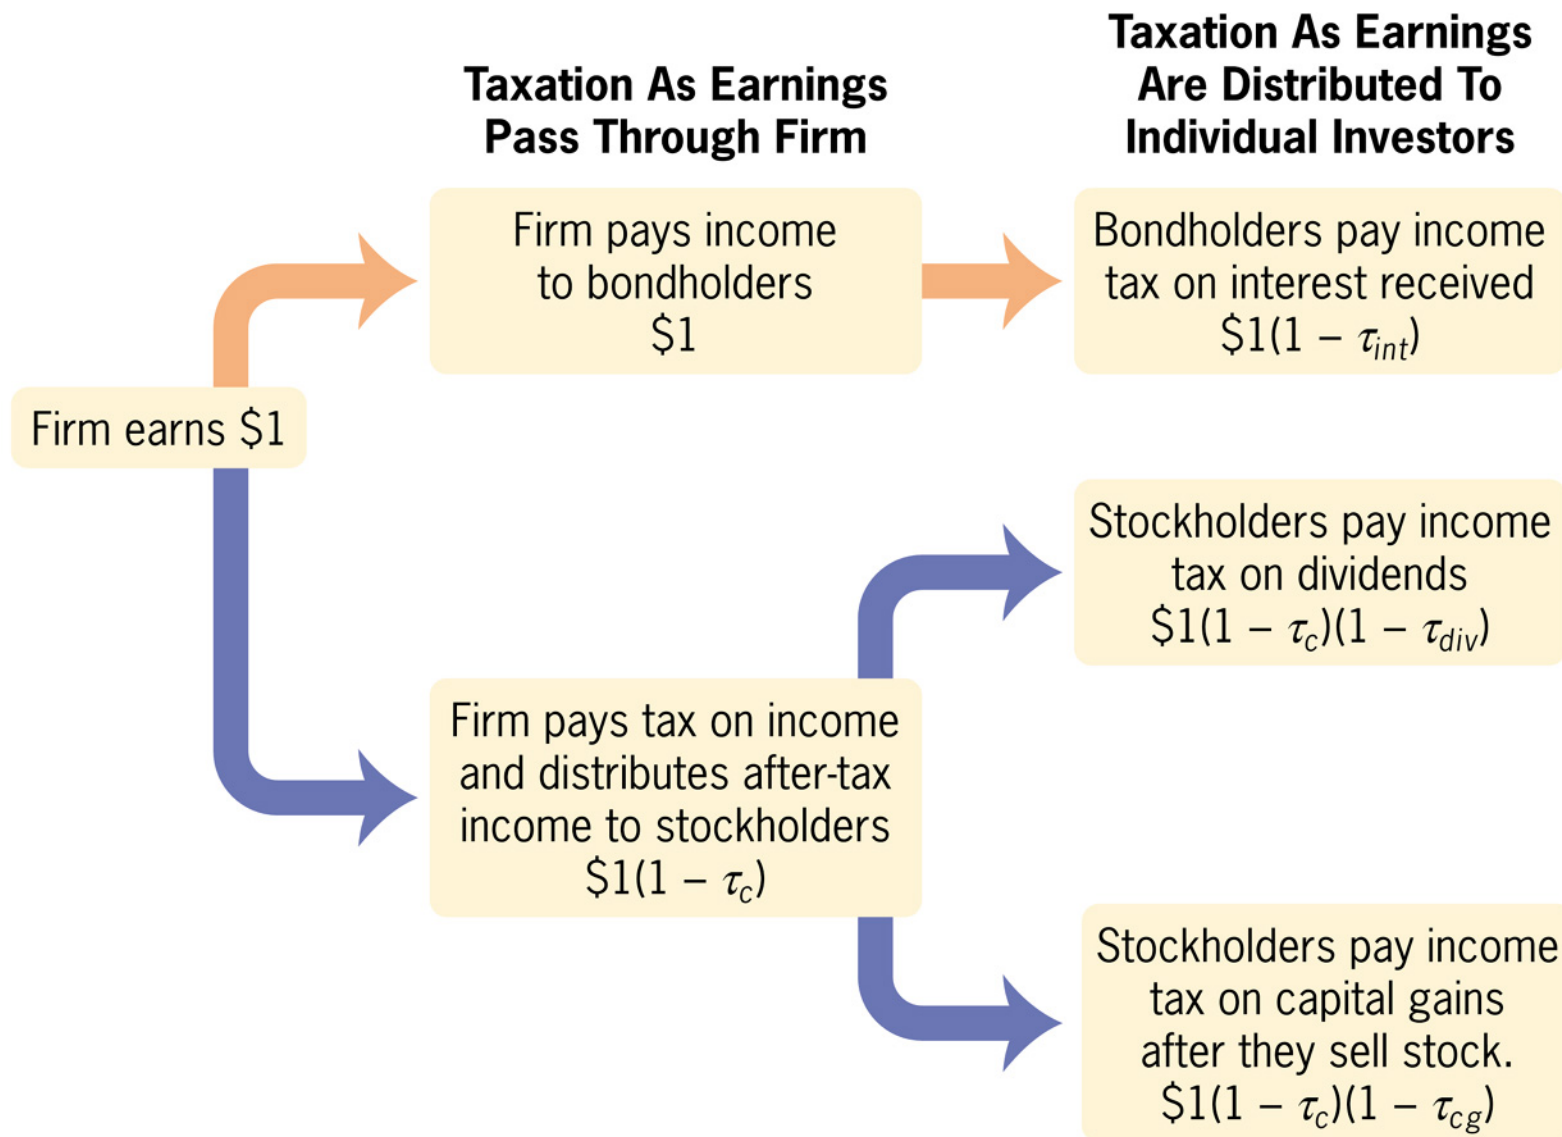 Taxation As Earnings
Pass Through Firm
Taxation As Earnings
Are Distributed To
Individual Investors
Firm earns $1
Firm pays income
to bondholders
$1
Bondholders pay income
tax on interest received
$1(1 – τint)
Firm pays tax on income
and distributes after-tax
income to stockholders
$1(1 – τc)
Stockholders pay income
tax on dividends
$1(1 – τc)(1 – τdiv)
Stockholders pay income
tax on capital gains
after they sell stock.
$1(1 – τc)(1 – τcg)